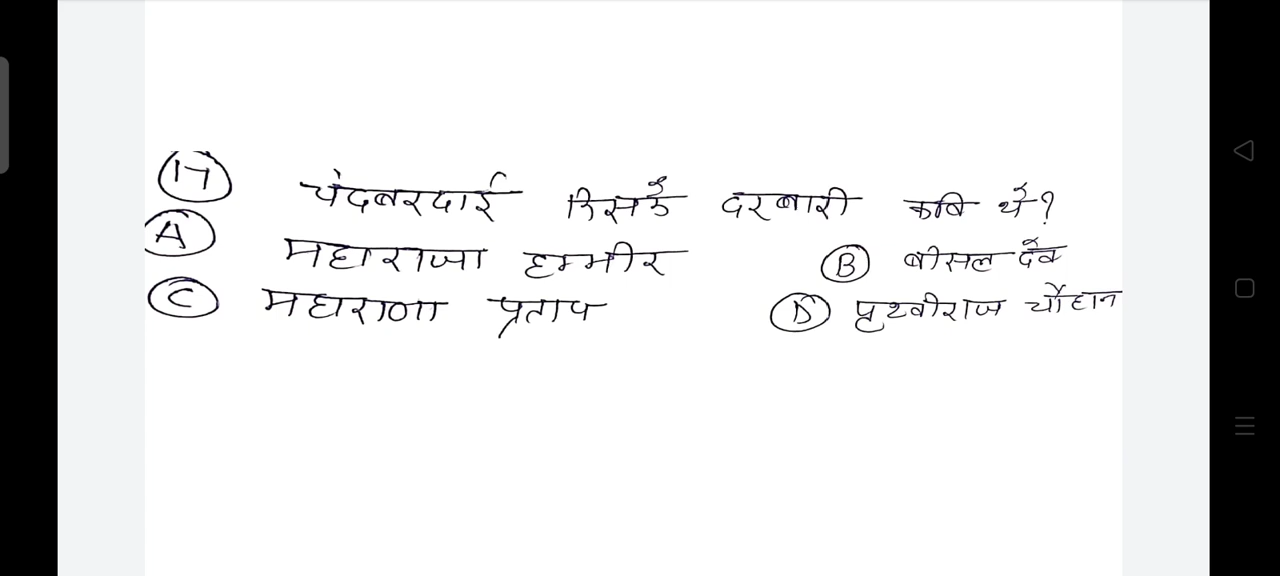 17 चंदबरदाई किसके दरबारी कवि थे?
A महाराजा हम्मीर B बीसल देव
C महाराणा प्रताप D पृथ्वीराज चौहान